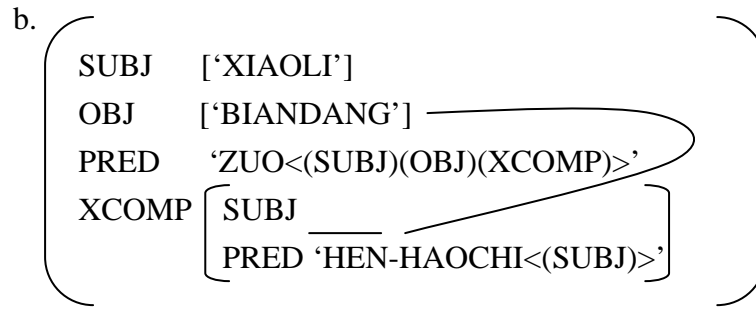 b.
SUBJ [‘XIAOLI’]
OBJ [‘BIANDANG’]
PRED ‘ZUO<(SUBJ)(OBJ)(XCOMP)>’
XCOMP SUBJ
PRED ‘HEN-HAOCHI<(SUBJ)>’